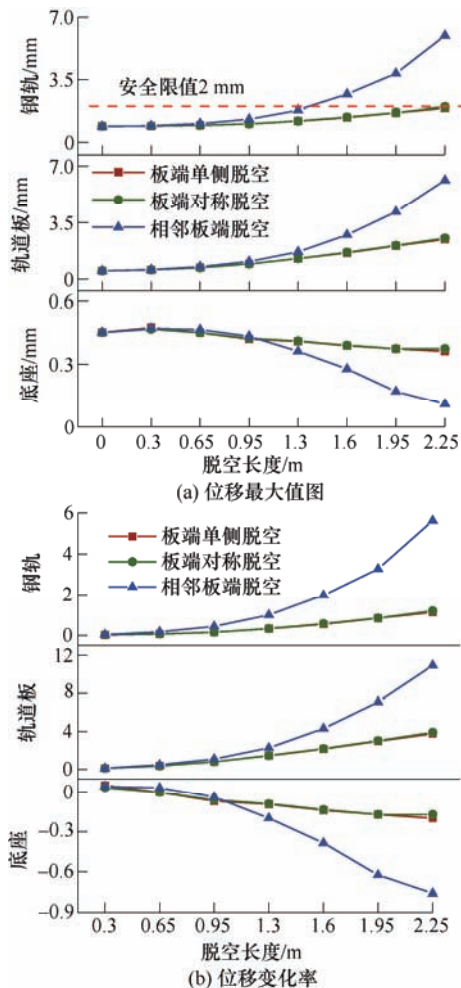 7.0
钢轨/mm
3.5
安全限值2 mm
0
7.0
轨道板/mm
板端单侧脱空
板端对称脱空
3.5
相邻板端脱空
0
0.6
底座/mm
0.3
0
0 0.3 0.65 0.95 1.3 1.6 1.95 2.25
脱空长度/m
(a) 位移最大值图
6
钢轨
板端单侧脱空
4
板端对称脱空
2
相邻板端脱空
0
12
轨道板
8
4
0
0
底座
-0.3
-0.6
-0.9
0.3 0.65 0.95 1.3 1.6 1.95 2.25
脱空长度/m
(b) 位移变化率